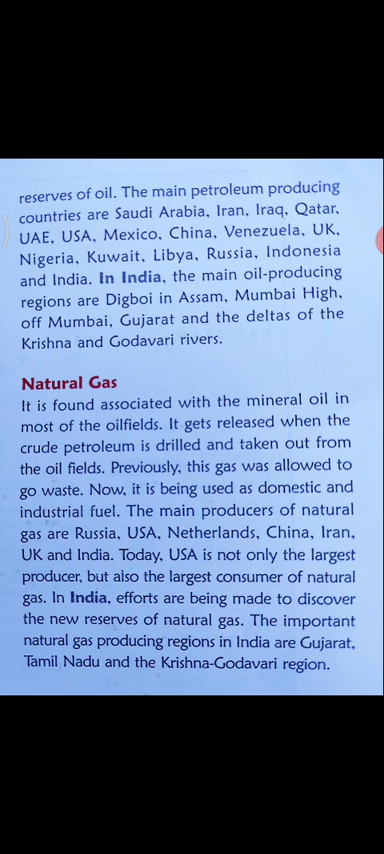 reserves of oil. The main petroleum producing
countries are Saudi Arabia, Iran, Iraq, Qatar,
UAE, USA, Mexico, China, Venezuela, UK,
Nigeria, Kuwait, Libya, Russia, Indonesia
and India. In India, the main oil-producing
regions are Digboi in Assam, Mumbai High,
off Mumbai, Gujarat and the deltas of the
Krishna and Godavari rivers.
Natural Gas
It is found associated with the mineral oil in
most of the oilfields. It gets released when the
crude petroleum is drilled and taken out from
the oil fields. Previously, this gas was allowed to
go waste. Now, it is being used as domestic and
industrial fuel. The main producers of natural
gas are Russia, USA, Netherlands, China, Iran,
UK and India. Today, USA is not only the largest
producer, but also the largest consumer of natural
gas. In India, efforts are being made to discover
the new reserves of natural gas. The important
natural gas producing regions in India are Gujarat,
Tamil Nadu and the Krishna-Godavari region.